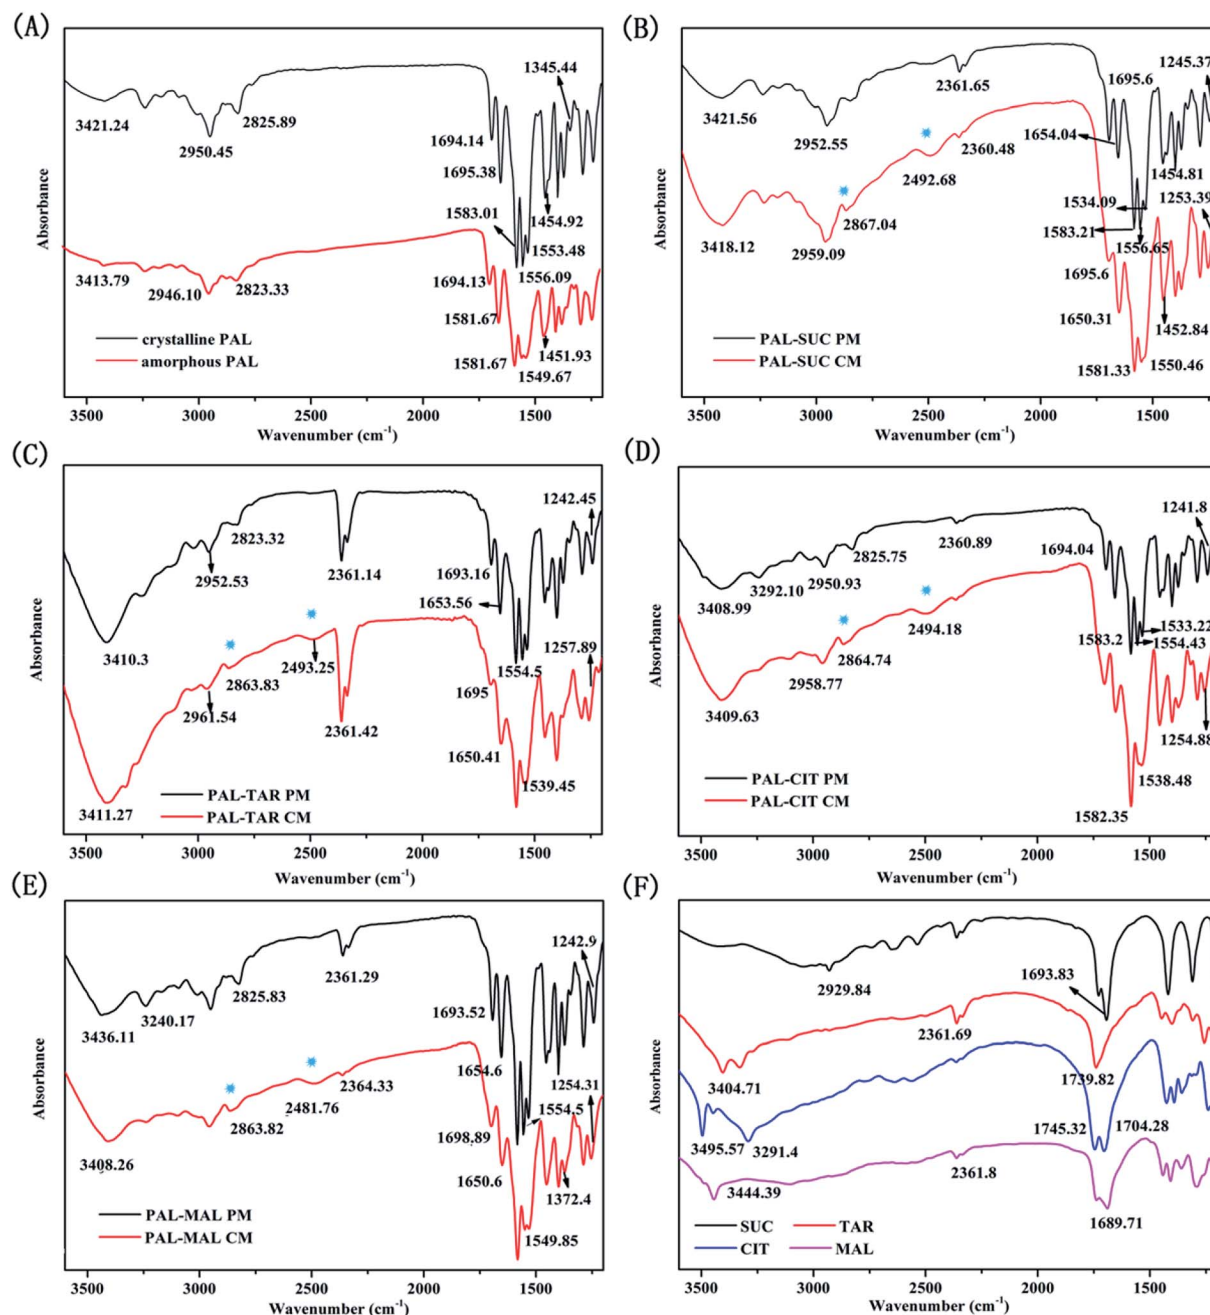 (A)
1345.44
3421.24
2825.89
2950.45
1694.14
1695.38
1583.01
1454.92
1553.48
1556.09
3413.79
2946.10
2823.33
1694.13
1581.67
1581.67
1451.93
1549.67
crystalline PAL
amorphous PAL
Absorbance
3500 3000 2500 2000 1500
Wavenumber (cm-1)
(B)
1245.37
2361.65
1695.6
3421.56
2952.55
1654.04
2360.48
2492.68
1454.81
1534.09
1253.39
2867.04
1583.21
1556.65
3418.12
2959.09
1695.6
1650.31
1452.84
1581.33
1550.46
PAL-SUC PM
PAL-SUC CM
Absorbance
3500 3000 2500 2000 1500
Wavenumber (cm-1)
(C)
1242.45
2823.32
2952.53
2361.14
1693.16
1653.56
3410.3
1554.5
1257.89
2863.83
2493.25
2961.54
1695
2361.42
1650.41
1539.45
3411.27
PAL-TAR PM
PAL-TAR CM
Absorbance
3500 3000 2500 2000 1500
Wavenumber (cm-1)
(D)
1241.8
2825.75
2360.89
1694.04
3408.99
3292.10
2950.93
2494.18
1533.22
1583.2
1554.43
2864.74
2958.77
3409.63
1254.88
1538.48
1582.35
PAL-CIT PM
PAL-CIT CM
Absorbance
3500 3000 2500 2000 1500
Wavenumber (cm-1)
(E)
1242.9
2825.83
2361.29
3436.11
3240.17
1693.52
1654.6
1254.31
2364.33
2481.76
2863.82
1554.5
1698.89
3408.26
1650.6
1372.4
1549.85
PAL-MAL PM
PAL-MAL CM
Absorbance
3500 3000 2500 2000 1500
Wavenumber (cm-1)
(F)
1693.83
2929.84
2361.69
3404.71
1739.82
1745.32
1704.28
3495.57
3291.4
2361.8
3444.39
1689.71
SUC TAR
CIT MAL
Absorbance
3500 3000 2500 2000 1500
Wavenumber (cm-1)